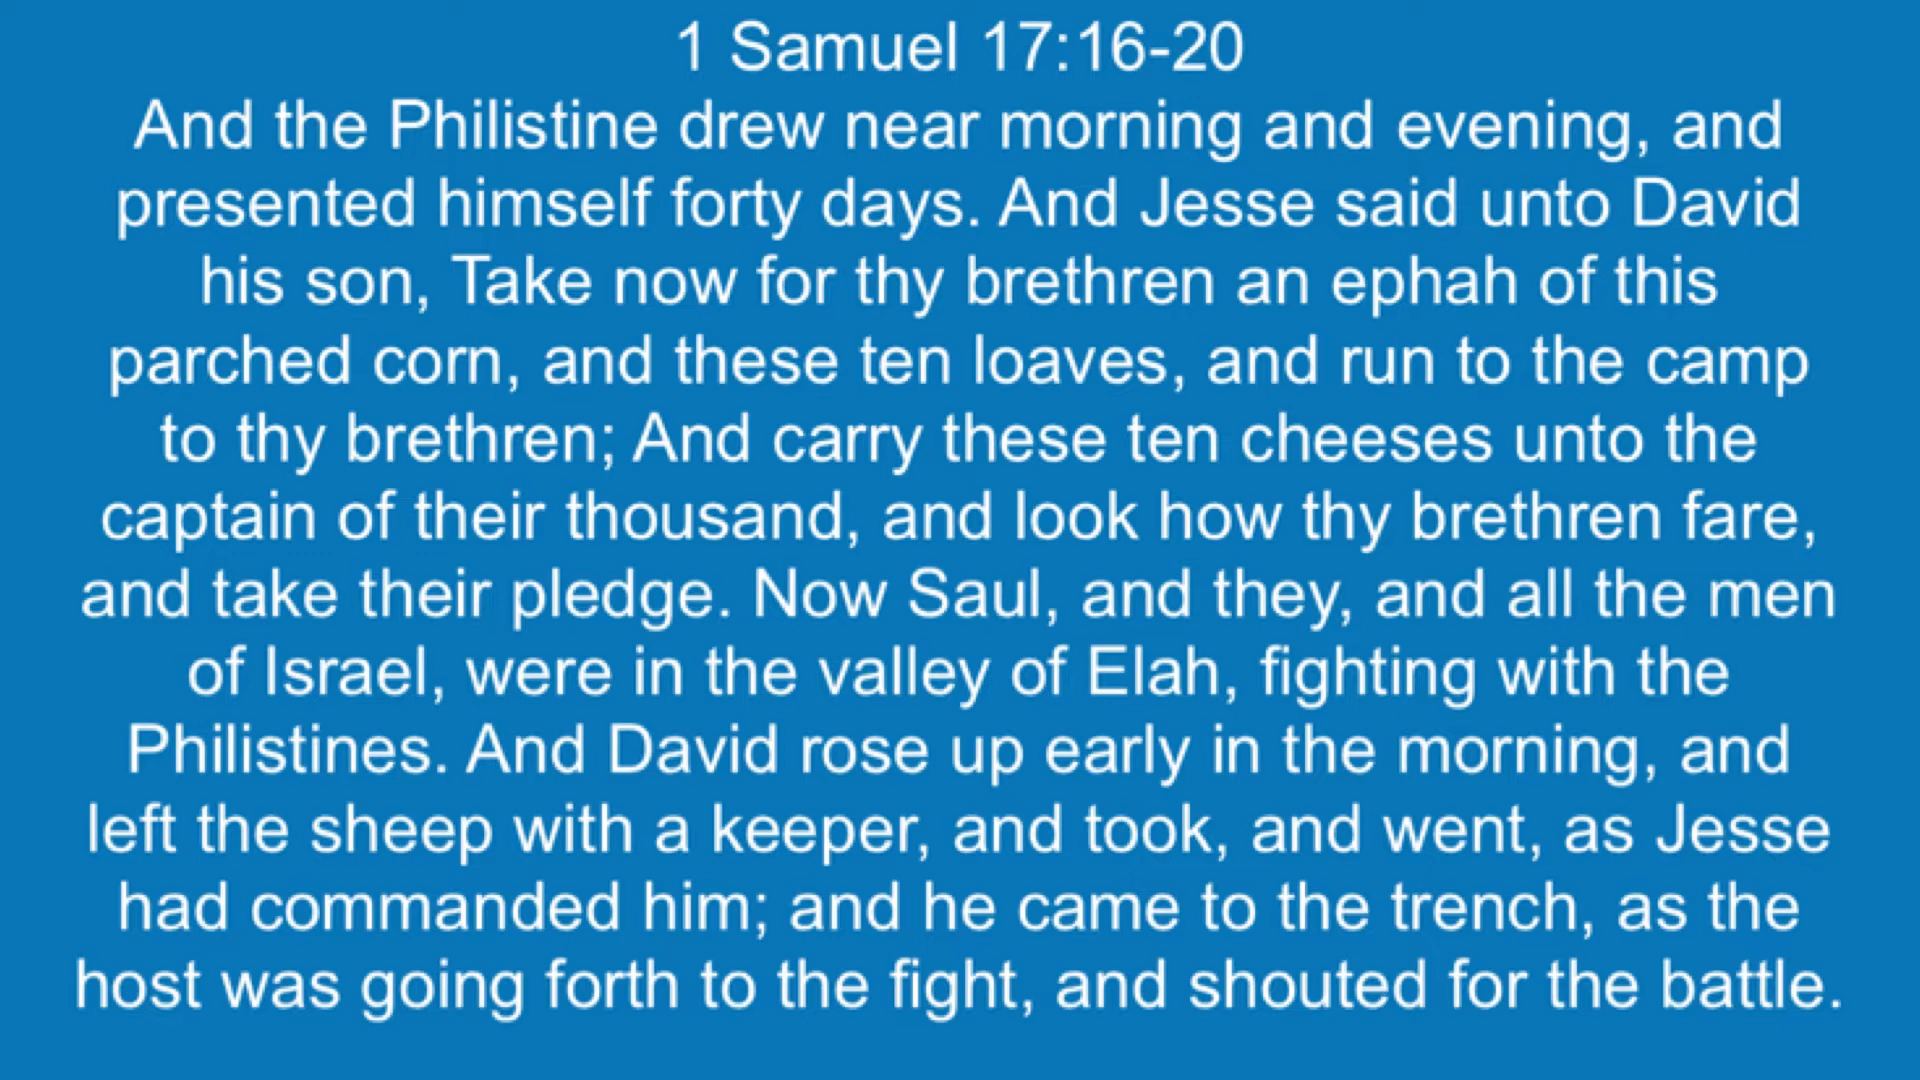 1 Samuel 17:16-20
And the Philistine drew near morning and evening, and
presented himself forty days. And Jesse said unto David
his son, Take now for thy brethren an ephah of this
parched corn, and these ten loaves, and run to the camp
to thy brethren; And carry these ten cheeses unto the
captain of their thousand, and look how thy brethren fare,
and take their pledge. Now Saul, and they, and all the men
of Israel, were in the valley of Elah, fighting with the
Philistines. And David rose up early in the morning, and
left the sheep with a keeper, and took, and went, as Jesse
had commanded him; and he came to the trench, as the
host was going forth to the fight, and shouted for the battle.